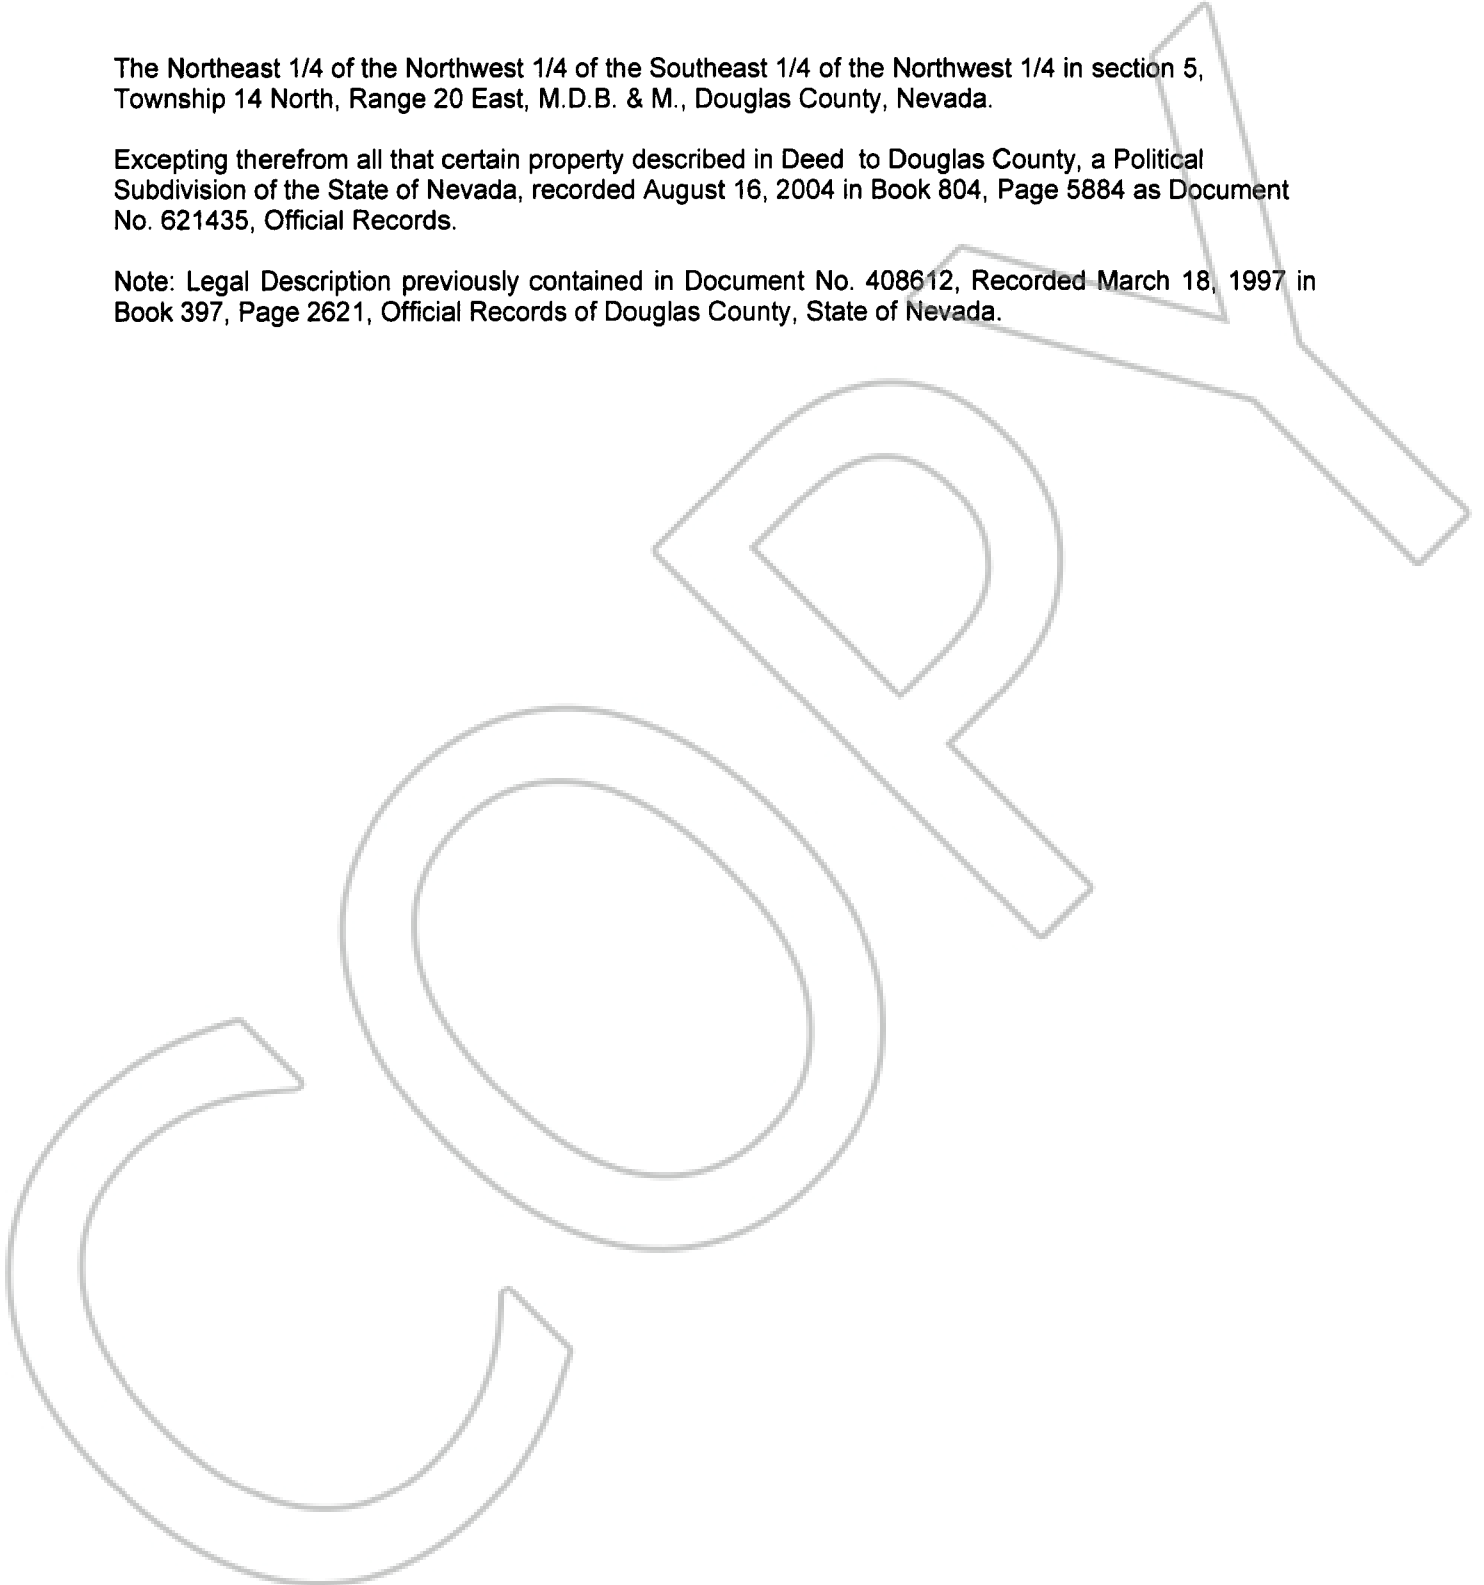 The Northeast 1/4 of the Northwest 1/4 of the Southeast 1/4 of the Northwest 1/4 in section 5,
Township 14 North, Range 20 East, M.D.B. & M., Douglas County, Nevada.
Excepting therefrom all that certain property described in Deed to Douglas County, a Political
Subdivision of the State of Nevada, recorded August 16, 2004 in Book 804, Page 5884 as Document
No. 621435, Official Records.
Note: Legal Description previously contained in Document No. 408612, Recorded March 18, 1997 in
Book 397, Page 2621, Official Records of Douglas County, State of Nevada.
COPY